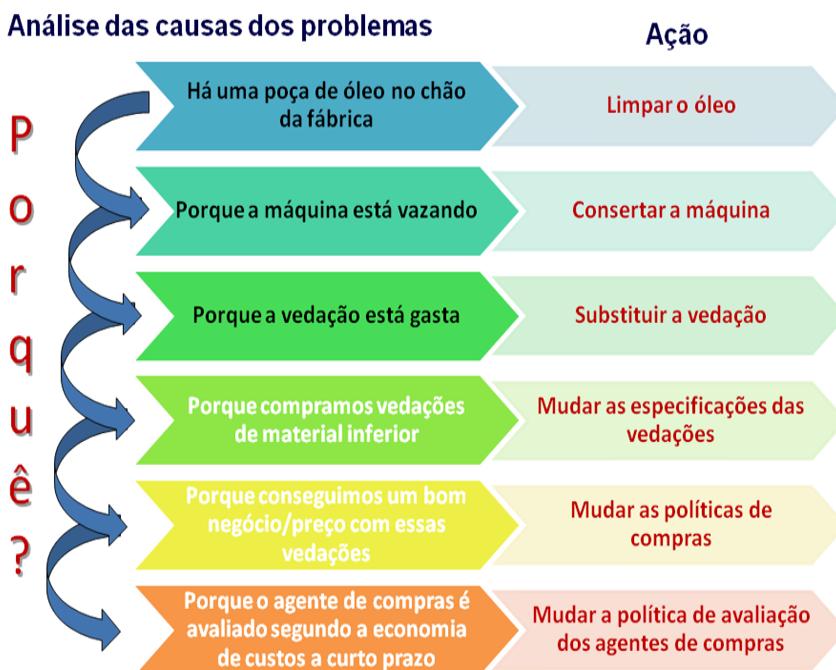 Análise das causas dos problemas
Ação
Porquê?
Há uma poça de óleo no chão
da fábrica
Limpar o óleo
Porque a máquina está vazando
Consertar a máquina
Porque a vedação está gasta
Substituir a vedação
Porque compramos vedações
de material inferior
Mudar as especificações das
vedações
Porque conseguimos um bom
negócio/preço com essas
vedações
Mudar as políticas de
compras
Porque o agente de compras é
avaliado segundo a economia
de custos a curto prazo
Mudar a política de avaliação
dos agentes de compras